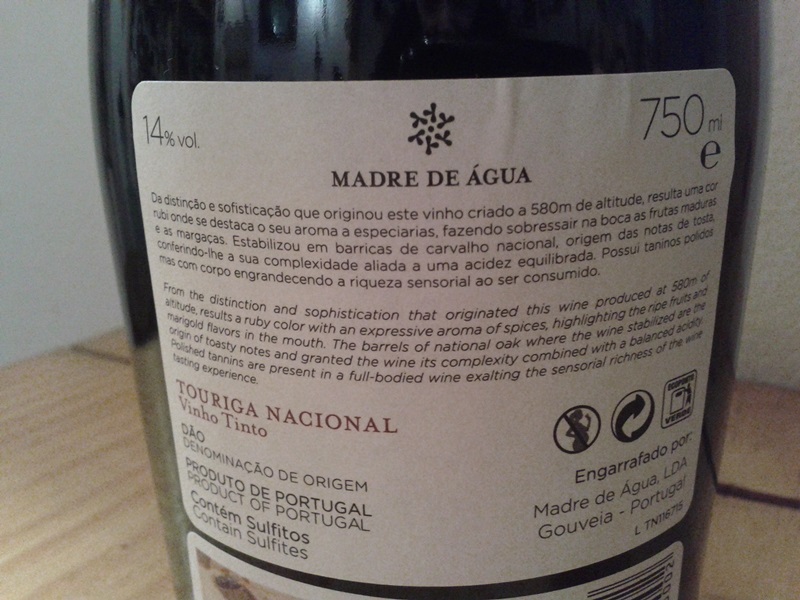 14% vol.
750 ml
e
MADRE DE ÁGUA
Da distinção e sofisticação que originou este vinho criado a 580m de altitude, resulta uma cor
rubi onde se destaca o seu aroma a especiarias, fazendo sobressair na boca as frutas maduras
e as margaças. Estabilizou em barricas de carvalho nacional, origem das notas de tosta,
conferindo-lhe a sua complexidade aliada a uma acidez equilibrada. Possui taninos polidos
mas com corpo engrandecendo a riqueza sensorial ao ser consumido.
From the distinction and sophistication that originated this wine produced at 580m of
altitude, results a ruby color with an expressive aroma of spices, highlighting the ripe fruits and
marigold flavors in the mouth. The barrels of national oak where the wine stabilized are the
origin of toasty notes and granted the wine its complexity combined with a balanced acidity.
Polished tannins are present in a full-bodied wine exalting the sensorial richness of the wine
tasting experience.
TOURIGA NACIONAL
Vinho Tinto
DÃO
DENOMINAÇÃO DE ORIGEM
PRODUTO DE PORTUGAL
PRODUCT OF PORTUGAL
Contém Sulfitos
Contain Sulfites
ECOPONTO
VERDE
Engarrafado por:
Madre de Água, LDA
Gouveia - Portugal
L TN116715